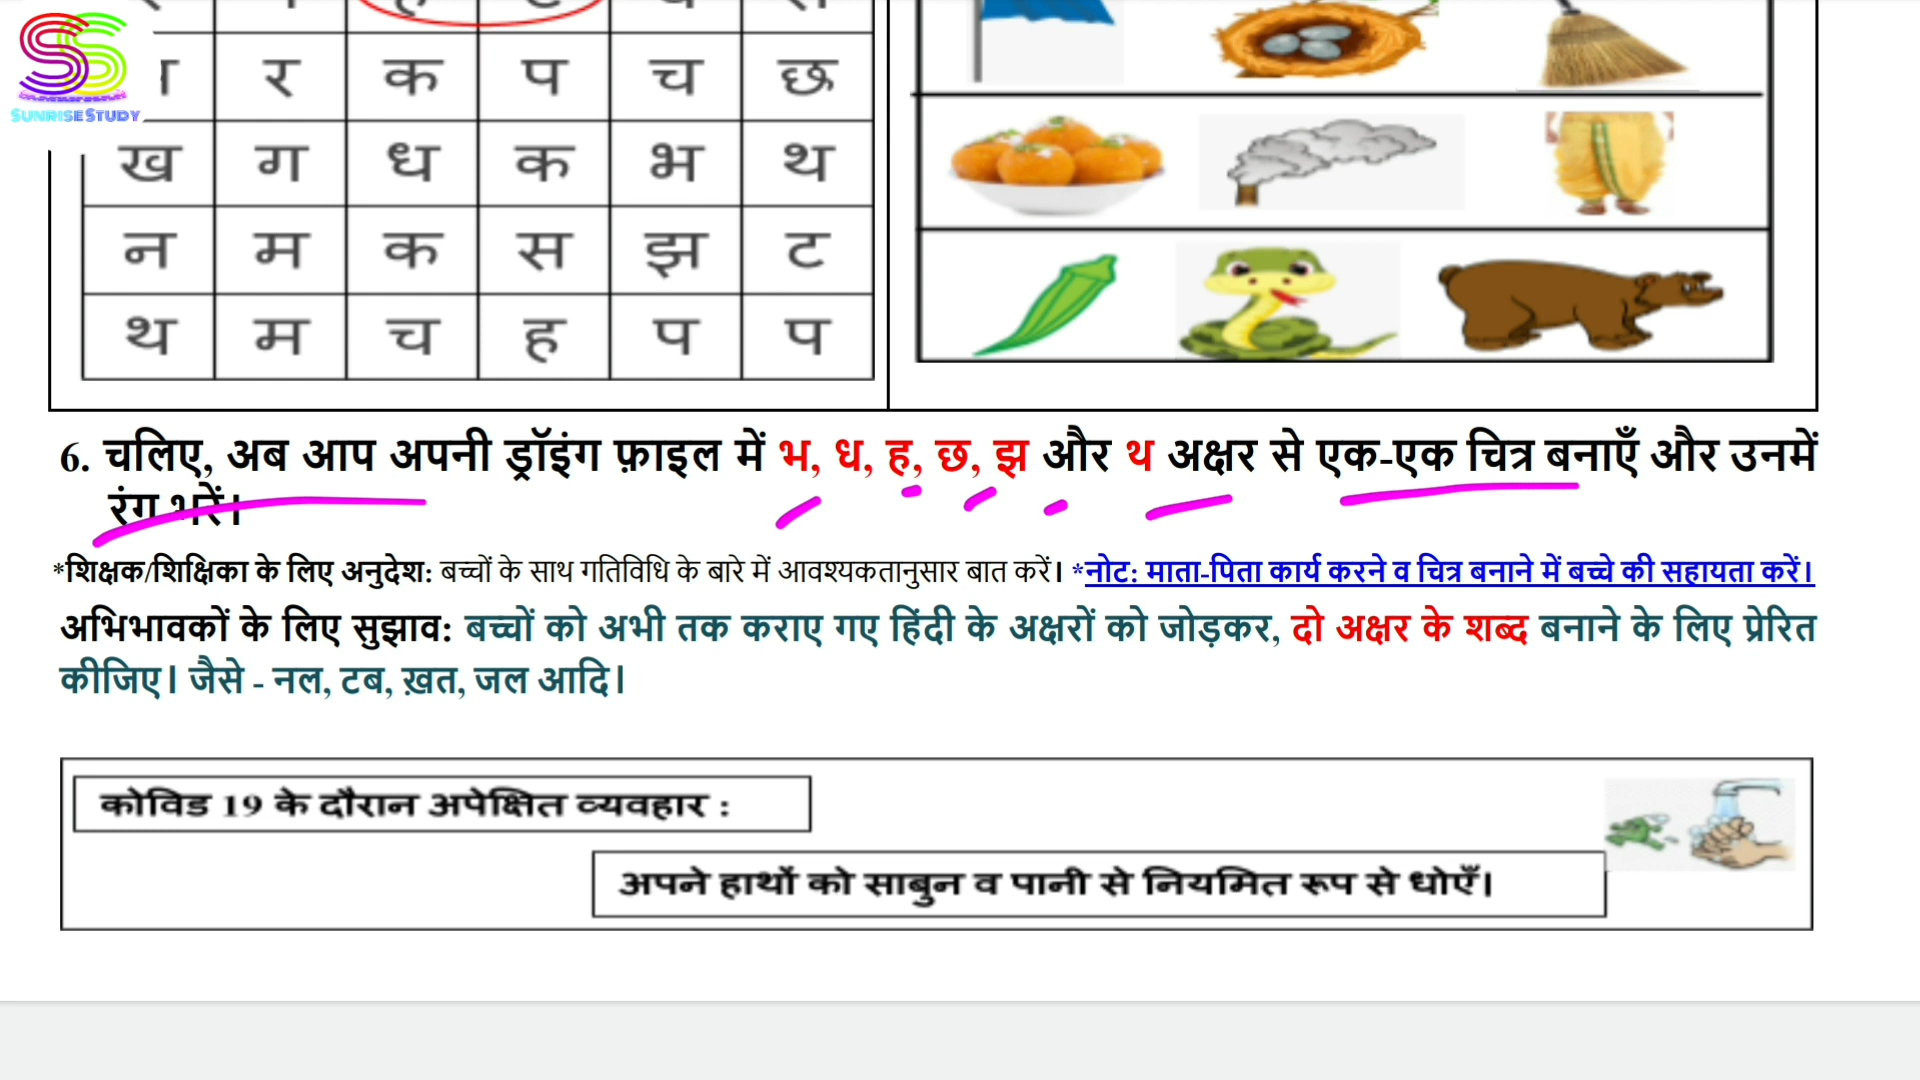 SUNRISESTUDY
र क प च छ
ख ग ध क भ थ
न म क स झ ट
थ म च ह प प
6. चलिए, अब आप अपनी ड्रॉइंग फ़ाइल में भ, ध, ह, छ, झ और थ अक्षर से एक-एक चित्र बनाएँ और उनमें
रंग भरें।
*शिक्षक/शिक्षिका के लिए अनुदेश: बच्चों के साथ गतिविधि के बारे में आवश्यकतानुसार बात करें। *नोट: माता-पिता कार्य करने व चित्र बनाने में बच्चे की सहायता करें।
अभिभावकों के लिए सुझाव: बच्चों को अभी तक कराए गए हिंदी के अक्षरों को जोड़कर, दो अक्षर के शब्द बनाने के लिए प्रेरित
कीजिए। जैसे - नल, टब, ख़त, जल आदि।
कोविड 19 के दौरान अपेक्षित व्यवहार :
अपने हाथों को साबुन व पानी से नियमित रूप से धोएँ।